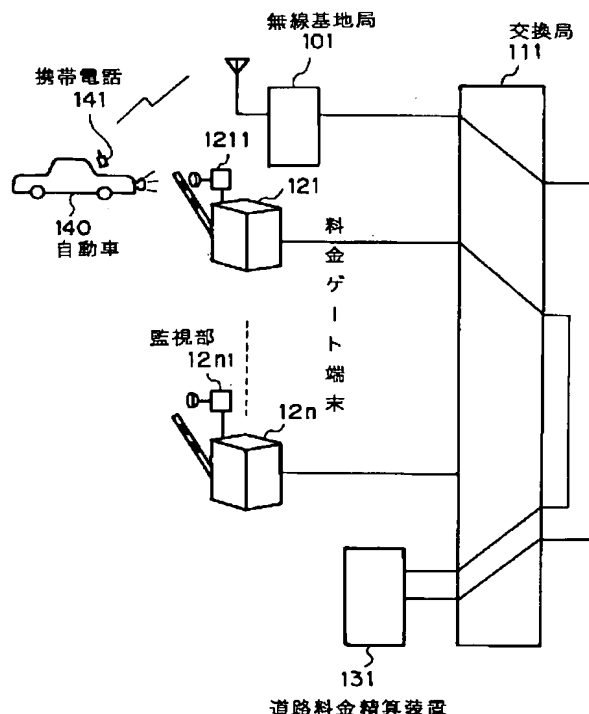 無線基地局
101
交換局
111
携帯電話
141
1211
121
140
自動車
料金ゲート端末
監視部
12n1
12n
131
道路料金精算装置